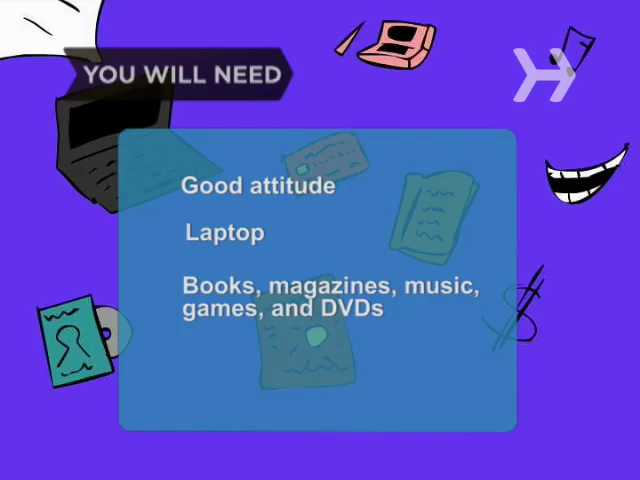 YOU WILL NEED
Good attitude
Laptop
Books, magazines, music,
games, and DVDs